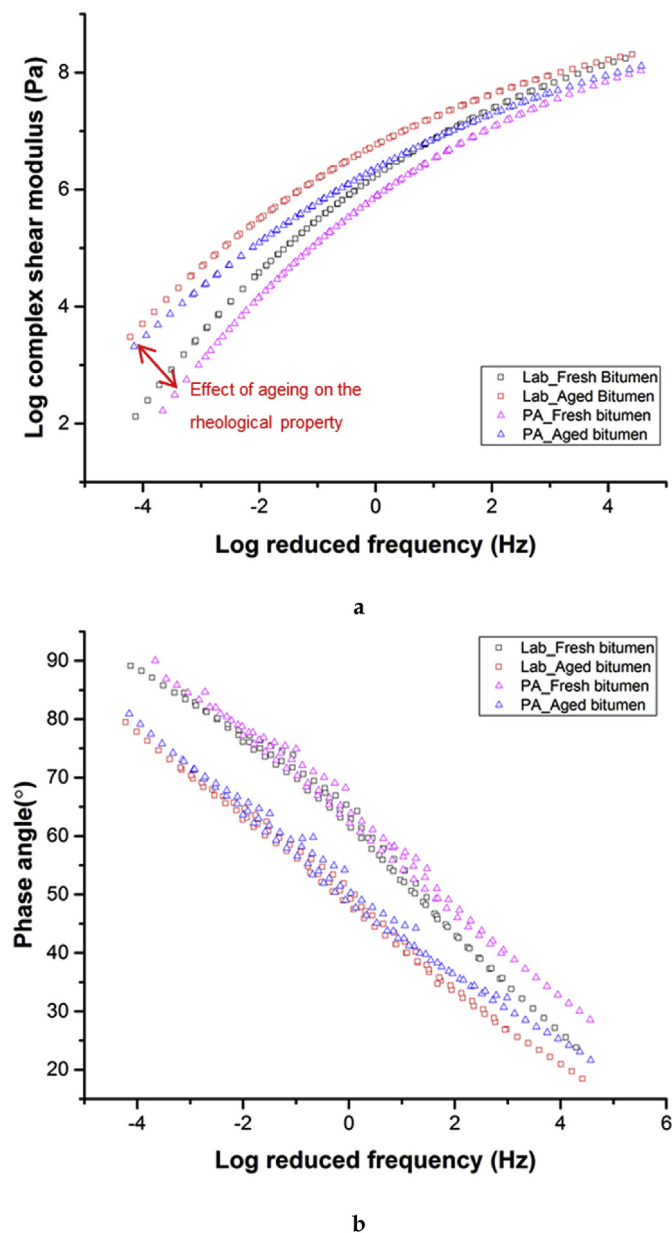 Log complex shear modulus (Pa)
8
6
4
2
Effect of ageing on the
rheological property
Lab_Fresh Bitumen
Lab_Aged Bitumen
PA_Fresh bitumen
PA_Aged bitumen
-4
-2
0
2
4
Log reduced frequency (Hz)
a
Phase angle(°)
90
80
70
60
50
40
30
20
Lab_Fresh bitumen
Lab_Aged bitumen
PA_Fresh bitumen
PA_Aged bitumen
-4
-2
0
2
4
6
Log reduced frequency (Hz)
b